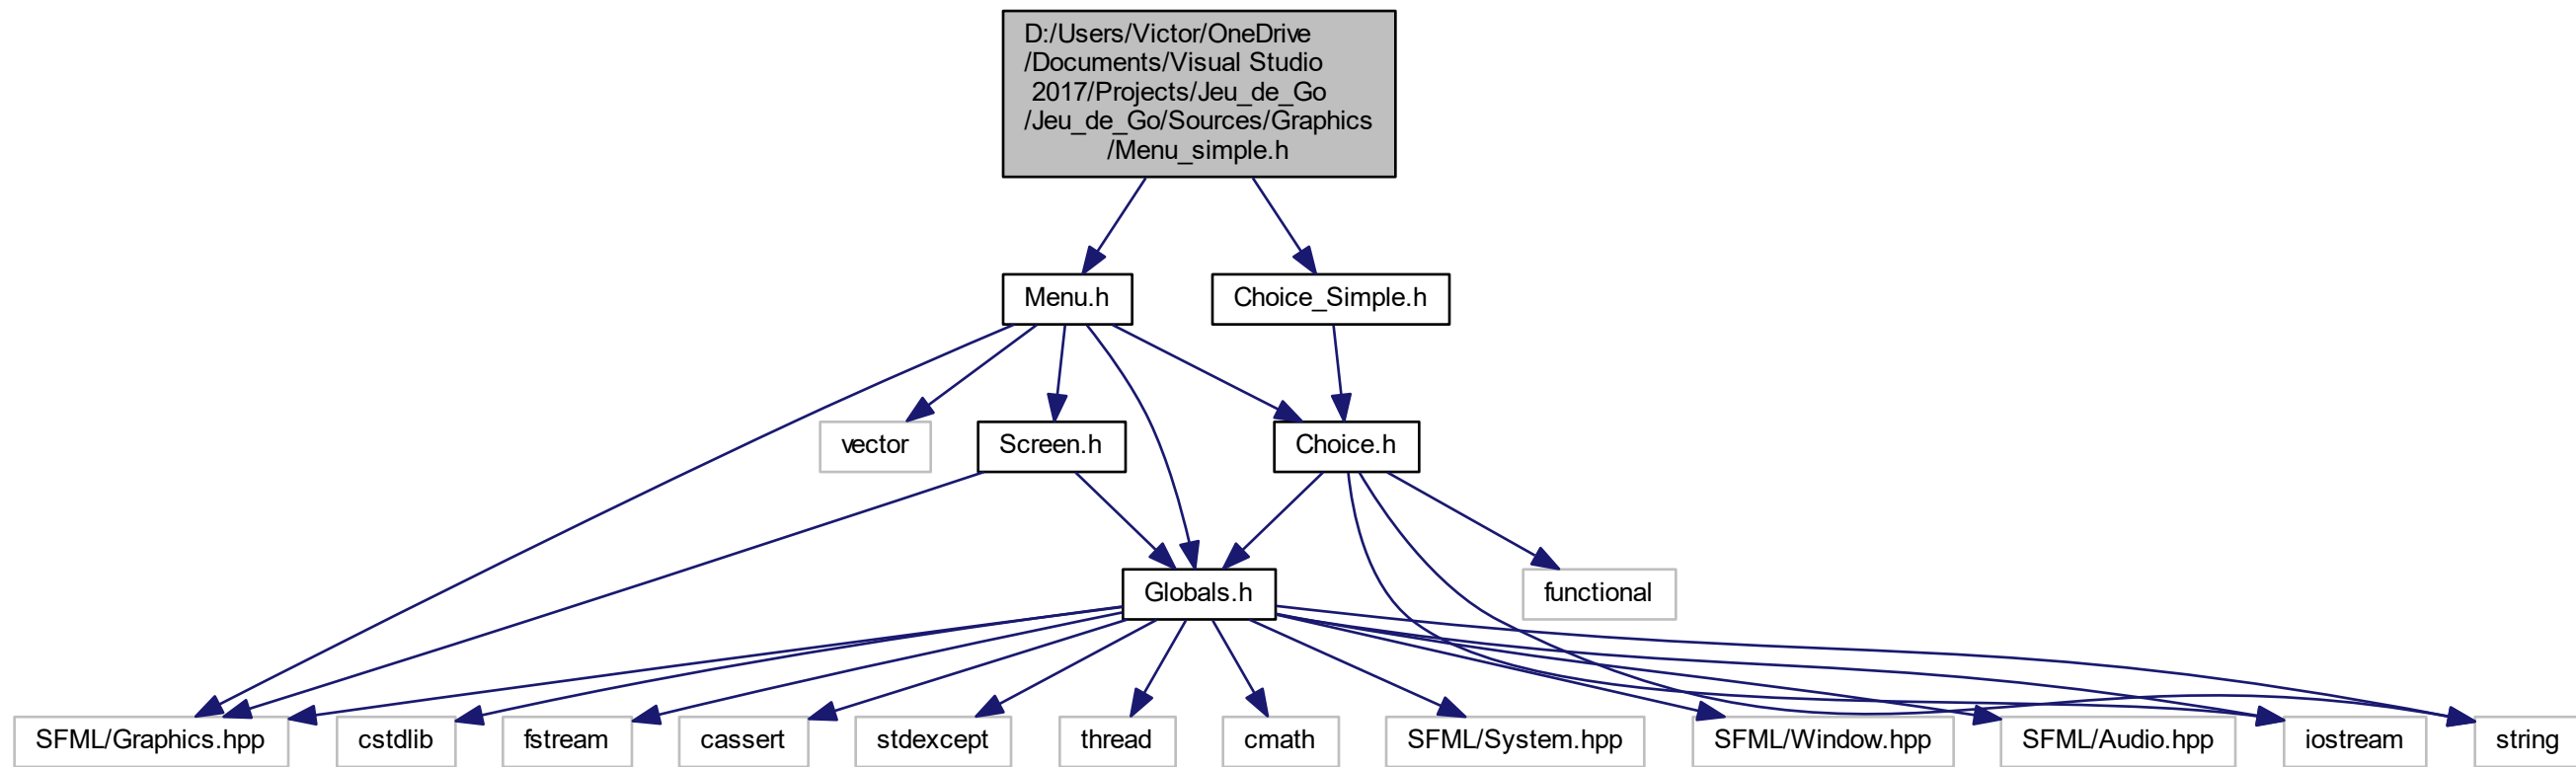 D:/Users/Victor/OneDrive
/Documents/Visual Studio
2017/Projects/Jeu_de_Go
/Jeu_de_Go/Sources/Graphics
/Menu_simple.h
Menu.h
Choice_Simple.h
vector
Screen.h
Choice.h
Globals.h
functional
SFML/Graphics.hpp
cstdlib
fstream
cassert
stdexcept
thread
cmath
SFML/System.hpp
SFML/Window.hpp
SFML/Audio.hpp
iostream
string